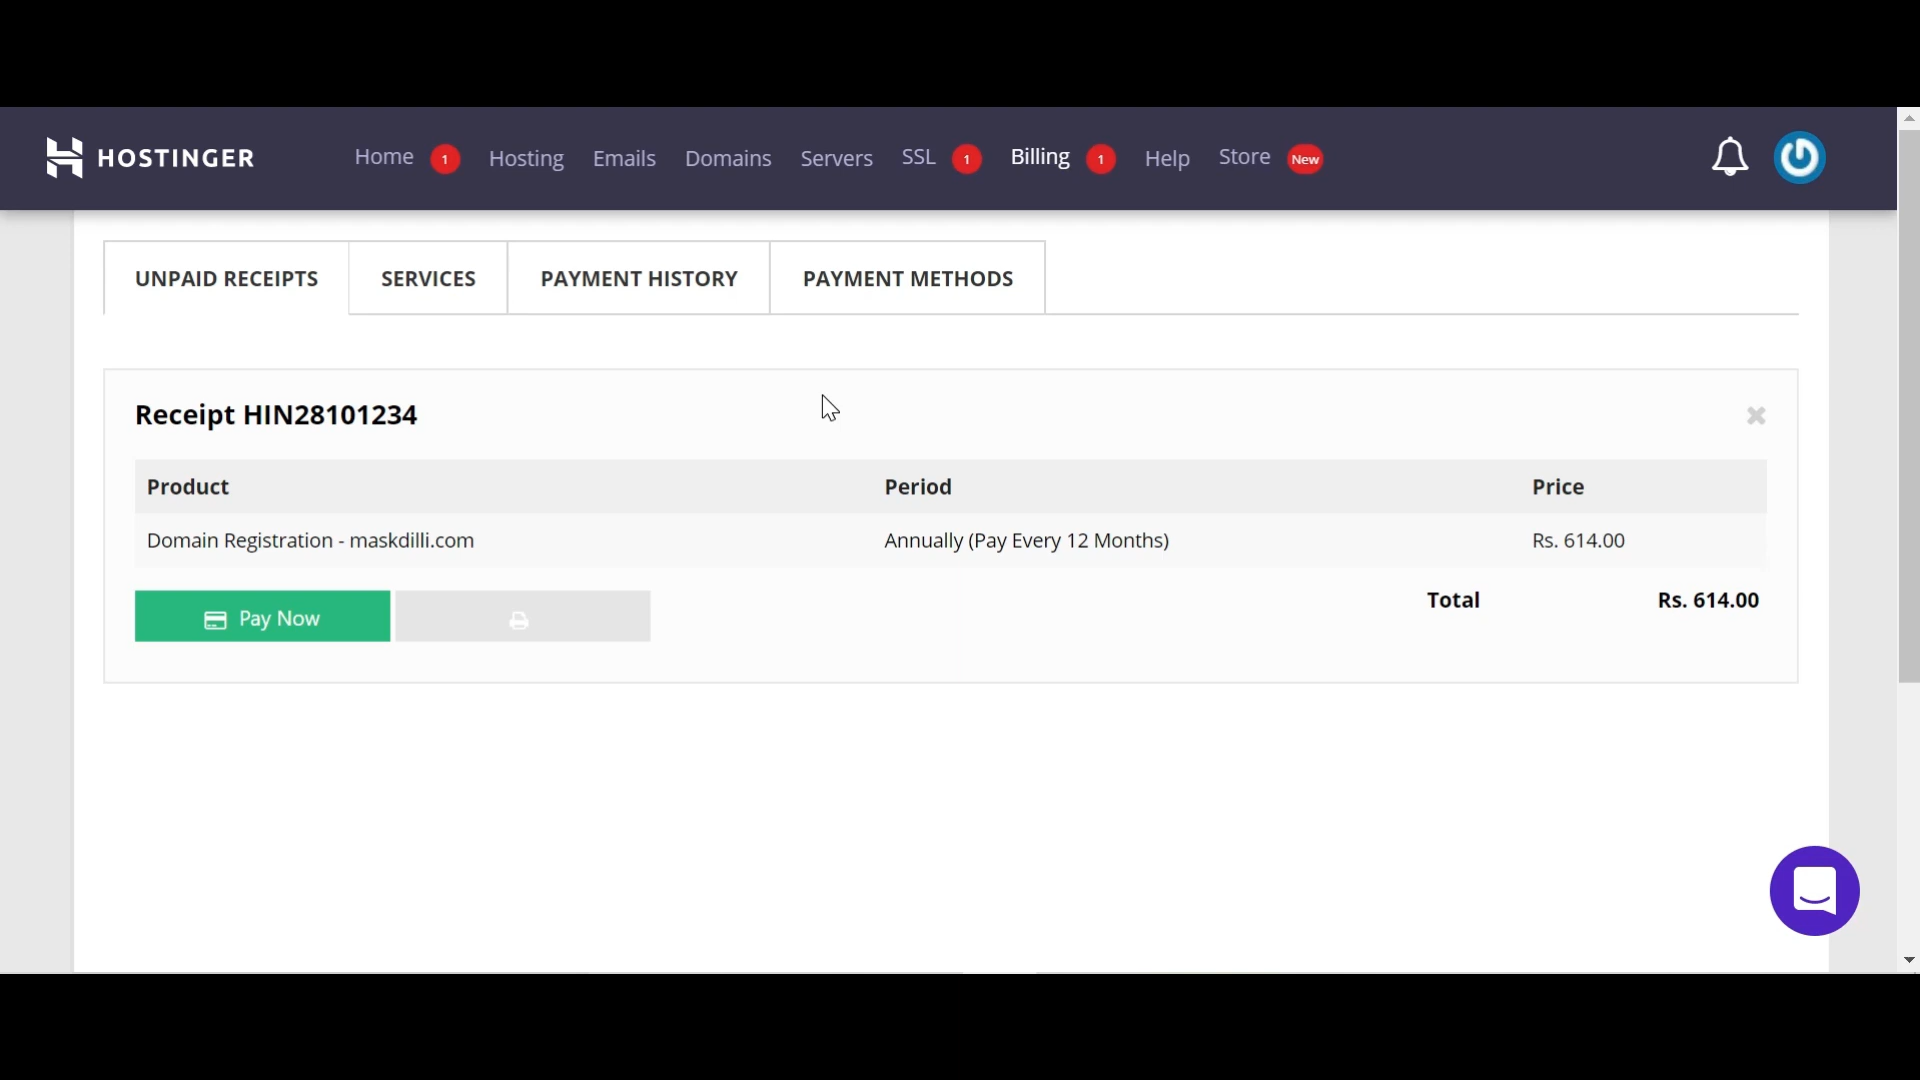 HOSTINGER Home 1 Hosting Emails Domains Servers SSL 1 Billing 1 Help Store New
UNPAID RECEIPTS SERVICES PAYMENT HISTORY PAYMENT METHODS
Receipt HIN28101234
Product Period Price
Domain Registration - maskdilli.com Annually (Pay Every 12 Months) Rs. 614.00
Total Rs. 614.00
Pay Now